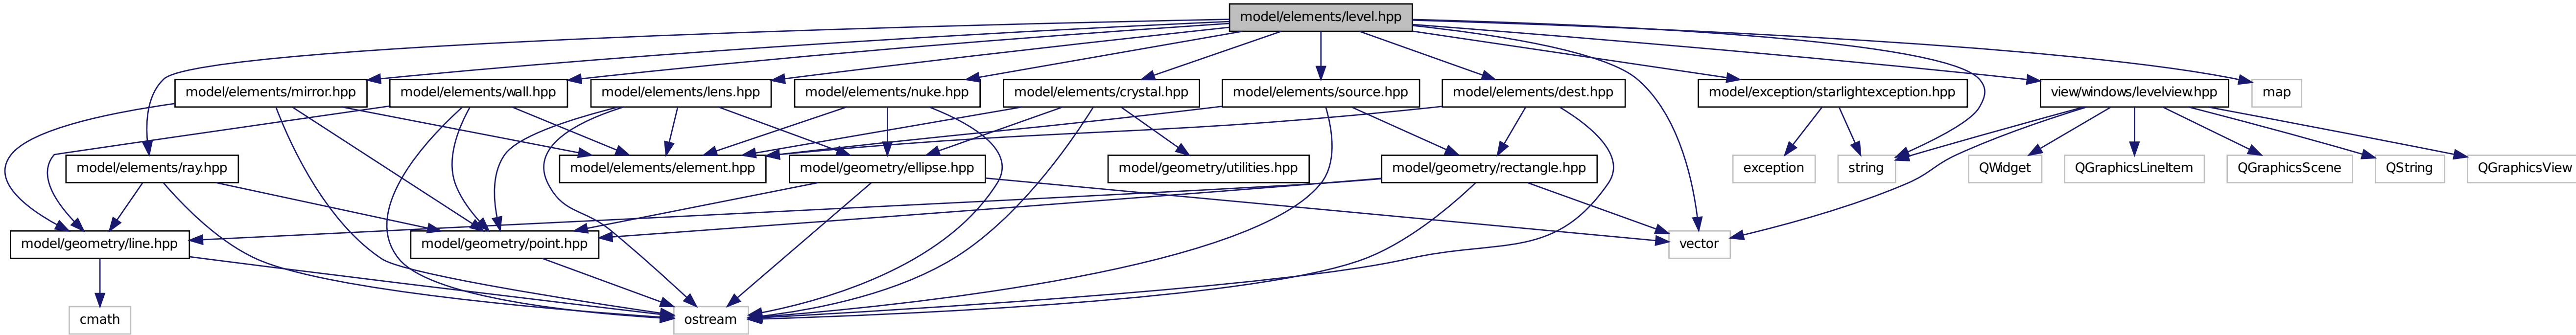 model/elements/level.hpp
model/elements/mirror.hpp
model/elements/wall.hpp
model/elements/lens.hpp
model/elements/nuke.hpp
model/elements/crystal.hpp
model/elements/source.hpp
model/elements/dest.hpp
model/exception/starlightexception.hpp
view/windows/levelview.hpp
map
model/elements/ray.hpp
model/elements/element.hpp
model/geometry/ellipse.hpp
model/geometry/utilities.hpp
model/geometry/rectangle.hpp
exception
string
QWidget
QGraphicsLineItem
QGraphicsScene
QString
QGraphicsView
model/geometry/line.hpp
model/geometry/point.hpp
vector
cmath
ostream